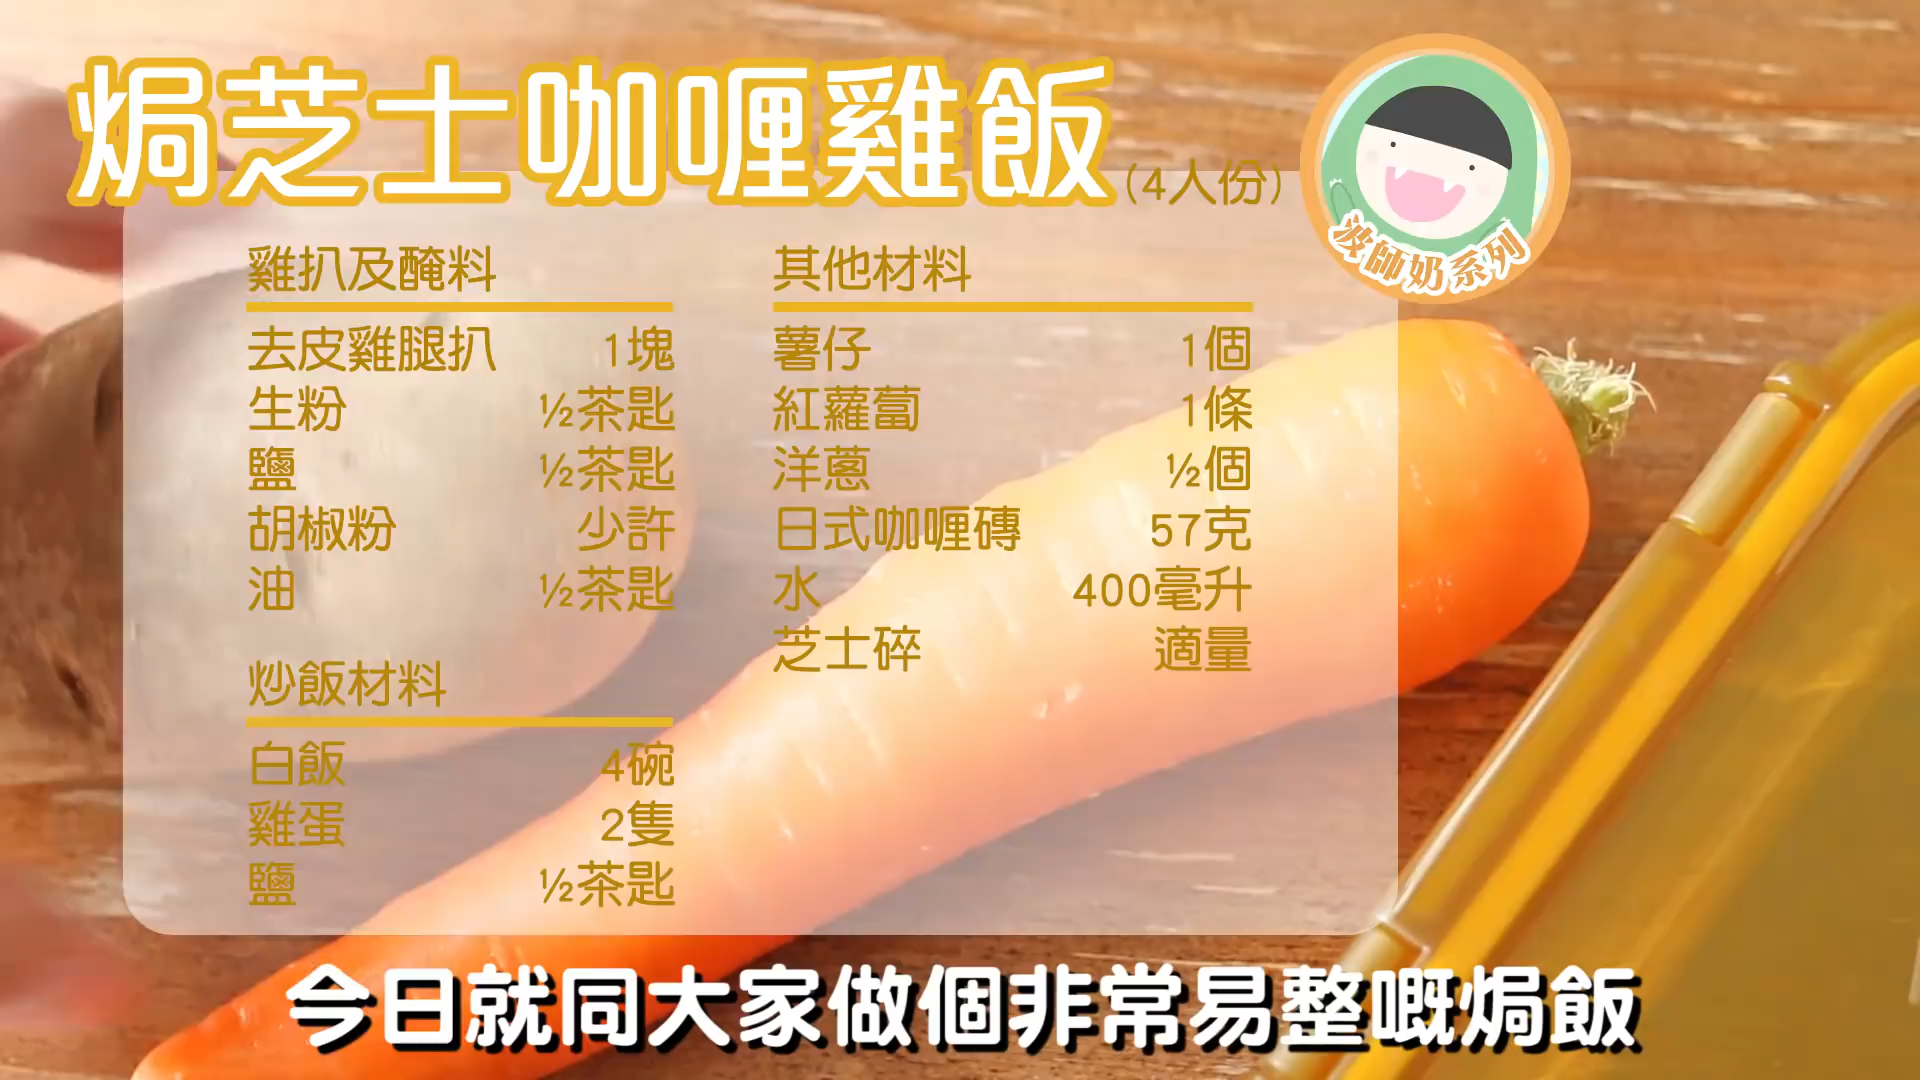 焗芝士咖喱雞飯(4人份)
波師奶系列
雞扒及醃料
去皮雞腿扒 1塊
生粉 ½茶匙
鹽 ½茶匙
胡椒粉 少許
油 ½茶匙
炒飯材料
白飯 4碗
雞蛋 2隻
鹽 ½茶匙
其他材料
薯仔 1個
紅蘿蔔 1條
洋蔥 ½個
日式咖喱磚 57克
水 400毫升
芝士碎 適量
今日就同大家做個非常易整嘅焗飯